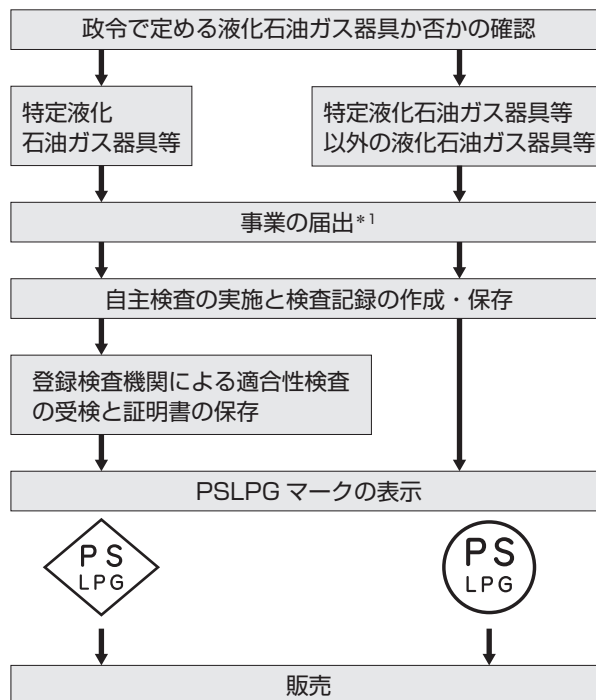 政令で定める液化石油ガス器具か否かの確認
特定液化
石油ガス器具等
特定液化石油ガス器具等
以外の液化石油ガス器具等
事業の届出*1
自主検査の実施と検査記録の作成・保存
登録検査機関による適合性検査
の受検と証明書の保存
PSLPG マークの表示
PS
LPG
PS
LPG
販売